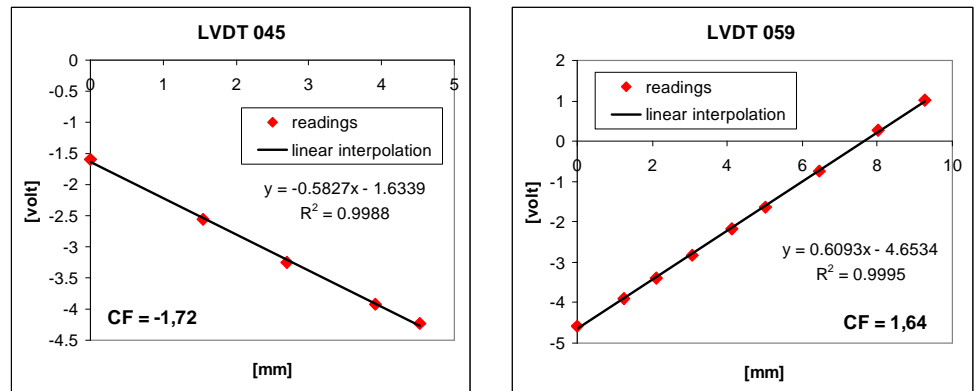 LVDT 045
0
-0.5
-1
-1.5
-2
-2.5
-3
-3.5
-4
-4.5
0 1 2 3 4 5
[volt]
readings
linear interpolation
y = -0.5827x - 1.6339
R² = 0.9988
CF = -1,72
[mm]
LVDT 059
2
1
0
-1
-2
-3
-4
-5
0 2 4 6 8 10
[volt]
readings
linear interpolation
y = 0.6093x - 4.6534
R² = 0.9995
CF = 1,64
[mm]